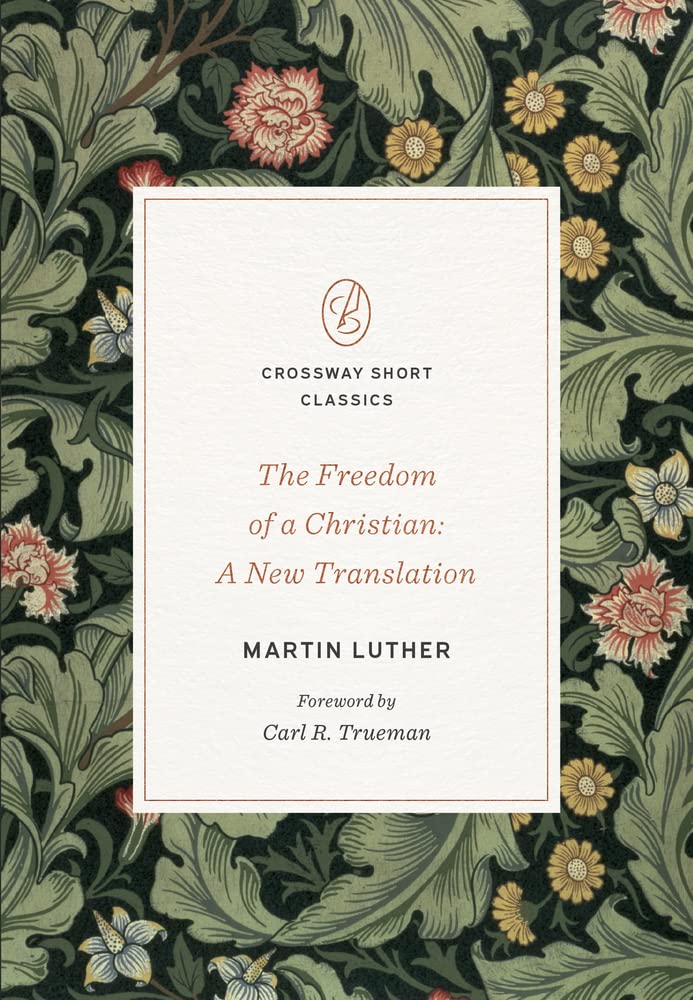 CROSSWAY SHORT
CLASSICS
The Freedom
of a Christian:
A New Translation
MARTIN LUTHER
Foreword by
Carl R. Trueman